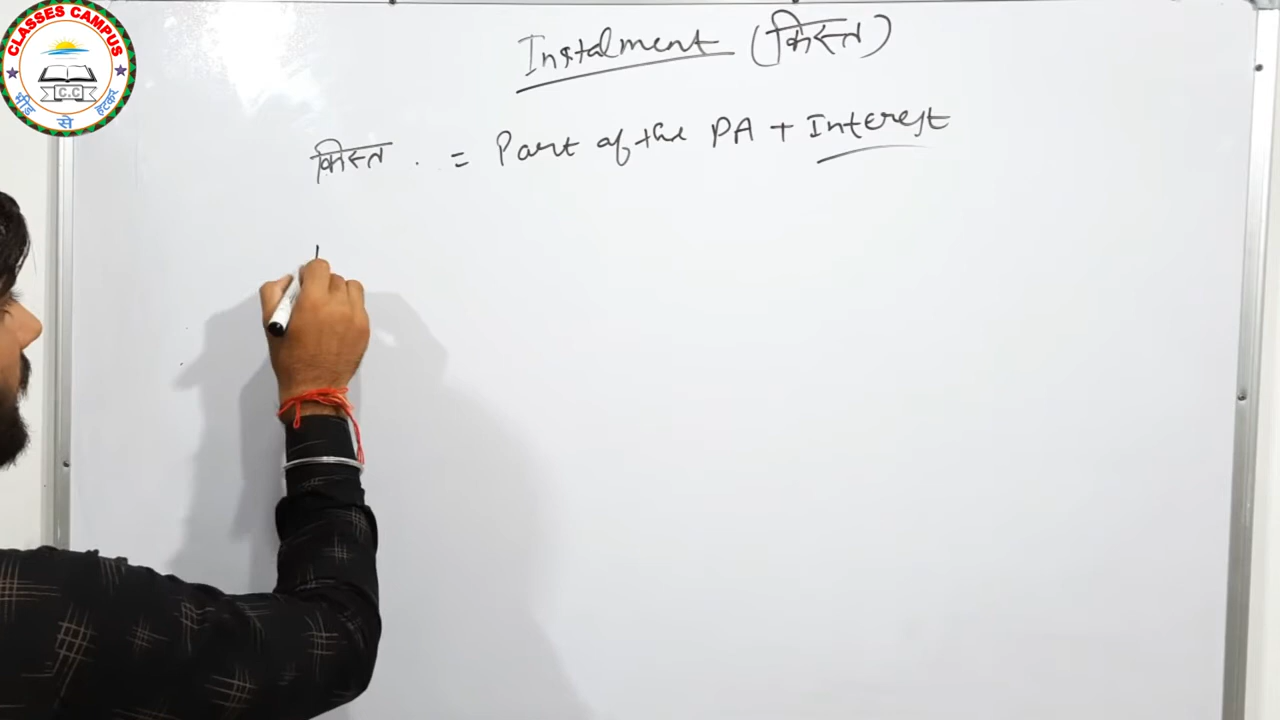 CLASSES CAMPUS
C.C
भीड़ से हटकर
Instalment (किस्त)
किस्त = Part of the PA + Interest